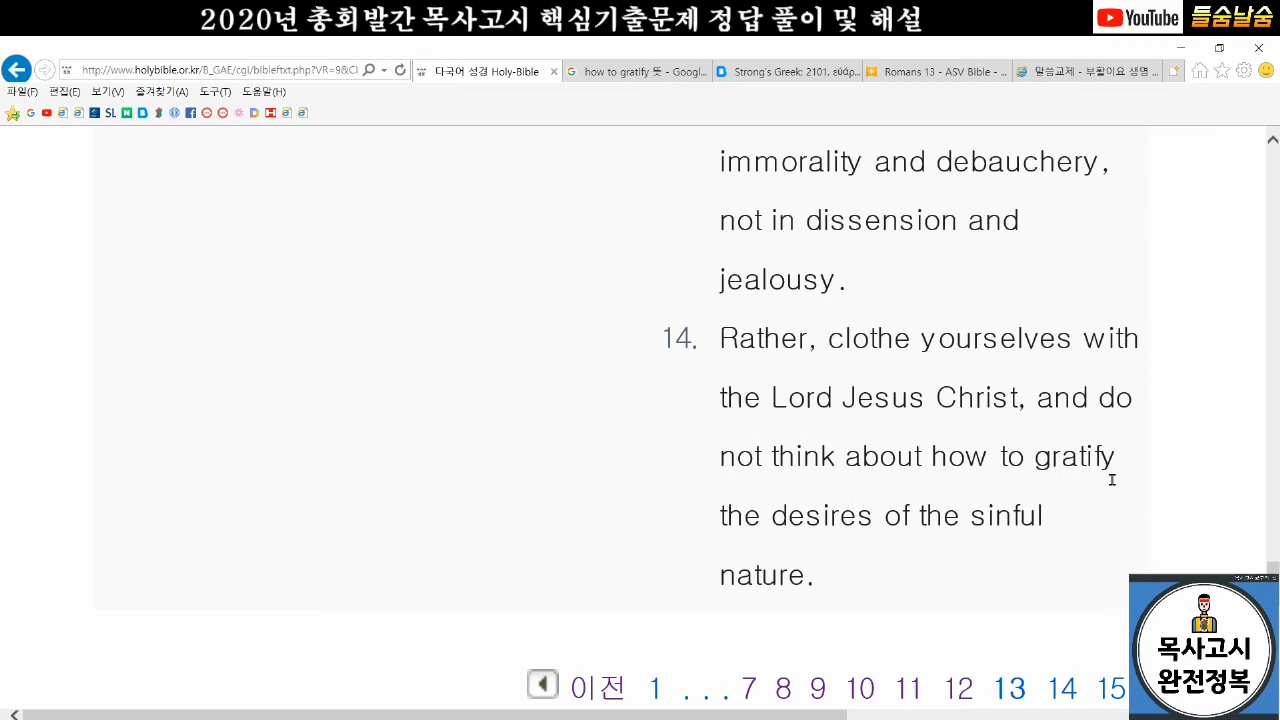 2020년 총회발간 목사고시 핵심기출문제 정답 풀이 및 해설
YouTube
들숨날숨
http://www.holybible.or.kr/B_GAE/cgi/bibleftxt.php?VR=9&CI
다국어 성경 Holy-Bible
how to gratify 뜻 - Googl...
Strong's Greek: 2101. εὐάρ...
Romans 13 - ASV Bible - ...
말씀교제 - 부활이요 생명 ...
파일(F) 편집(E) 보기(V) 즐겨찾기(A) 도구(T) 도움말(H)
immorality and debauchery,
not in dissension and
jealousy.
14. Rather, clothe yourselves with
the Lord Jesus Christ, and do
not think about how to gratify
the desires of the sinful
nature.
이전 1 ... 7 8 9 10 11 12 13 14 15
목사고시
완전정복